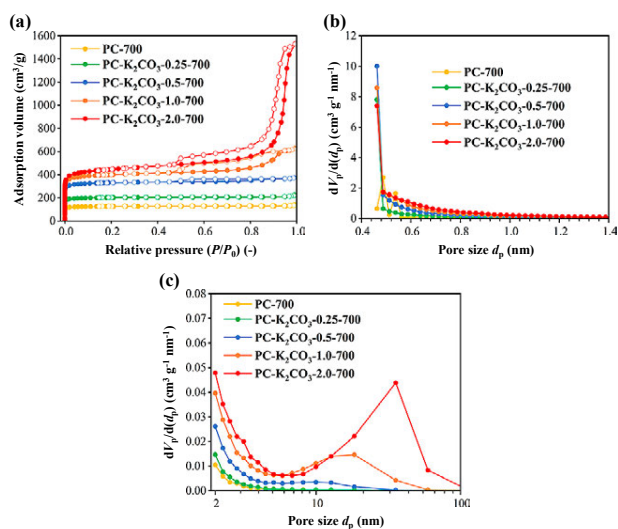 (a)
1600
1400
1200
1000
800
600
400
200
0
Adsorption volume (cm³/g)
PC-700
PC-K₂CO₃-0.25-700
PC-K₂CO₃-0.5-700
PC-K₂CO₃-1.0-700
PC-K₂CO₃-2.0-700
0.0 0.2 0.4 0.6 0.8 1.0
Relative pressure (P/P₀) (-)
(b)
12
10
8
6
4
2
0
dVₚ/d(dₚ) (cm³ g⁻¹ nm⁻¹)
PC-700
PC-K₂CO₃-0.25-700
PC-K₂CO₃-0.5-700
PC-K₂CO₃-1.0-700
PC-K₂CO₃-2.0-700
0.4 0.6 0.8 1.0 1.2 1.4
Pore size dₚ (nm)
(c)
0.08
0.07
0.06
0.05
0.04
0.03
0.02
0.01
0
dVₚ/d(dₚ) (cm³ g⁻¹ nm⁻¹)
PC-700
PC-K₂CO₃-0.25-700
PC-K₂CO₃-0.5-700
PC-K₂CO₃-1.0-700
PC-K₂CO₃-2.0-700
2 10 100
Pore size dₚ (nm)